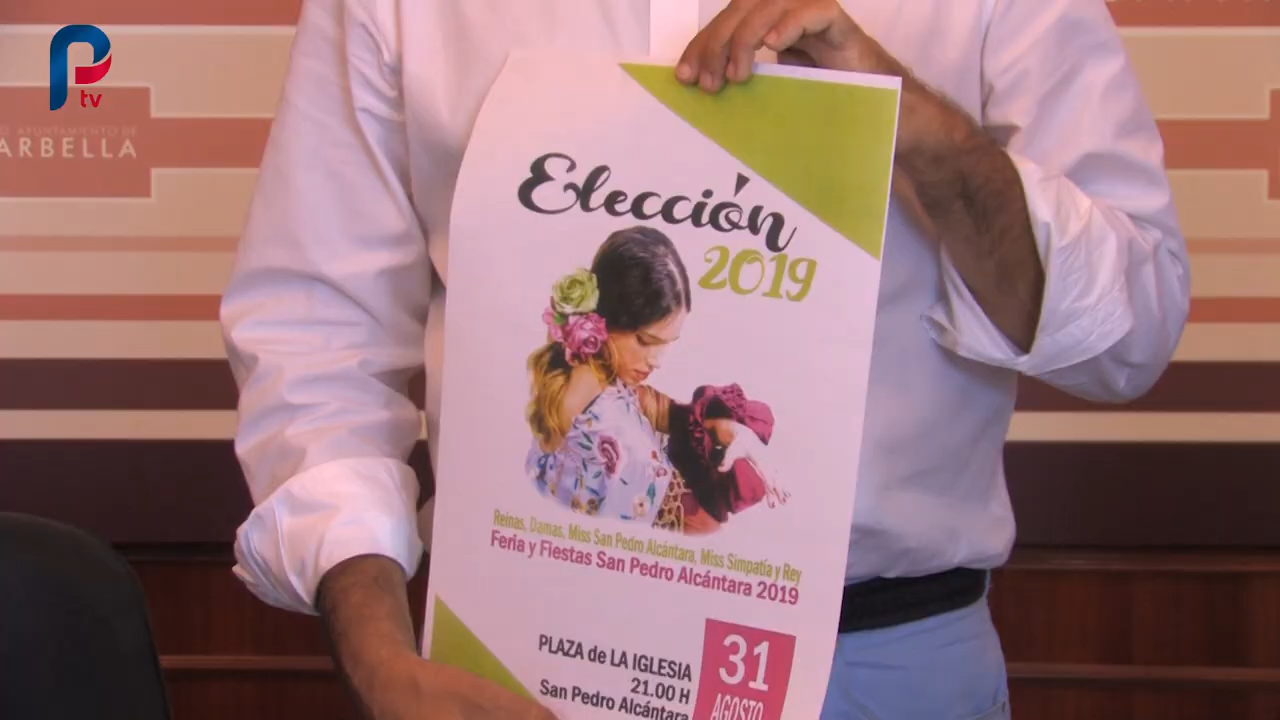 P
tv
AYUNTAMIENTO DE
ARBELLA
Elección
2019
Reinas, Damas, Miss San Pedro Alcántara, Miss Simpatía y Rey
Feria y Fiestas San Pedro Alcántara 2019
PLAZA de LA IGLESIA
21.00 H
San Pedro Alcántara
31
AGOSTO